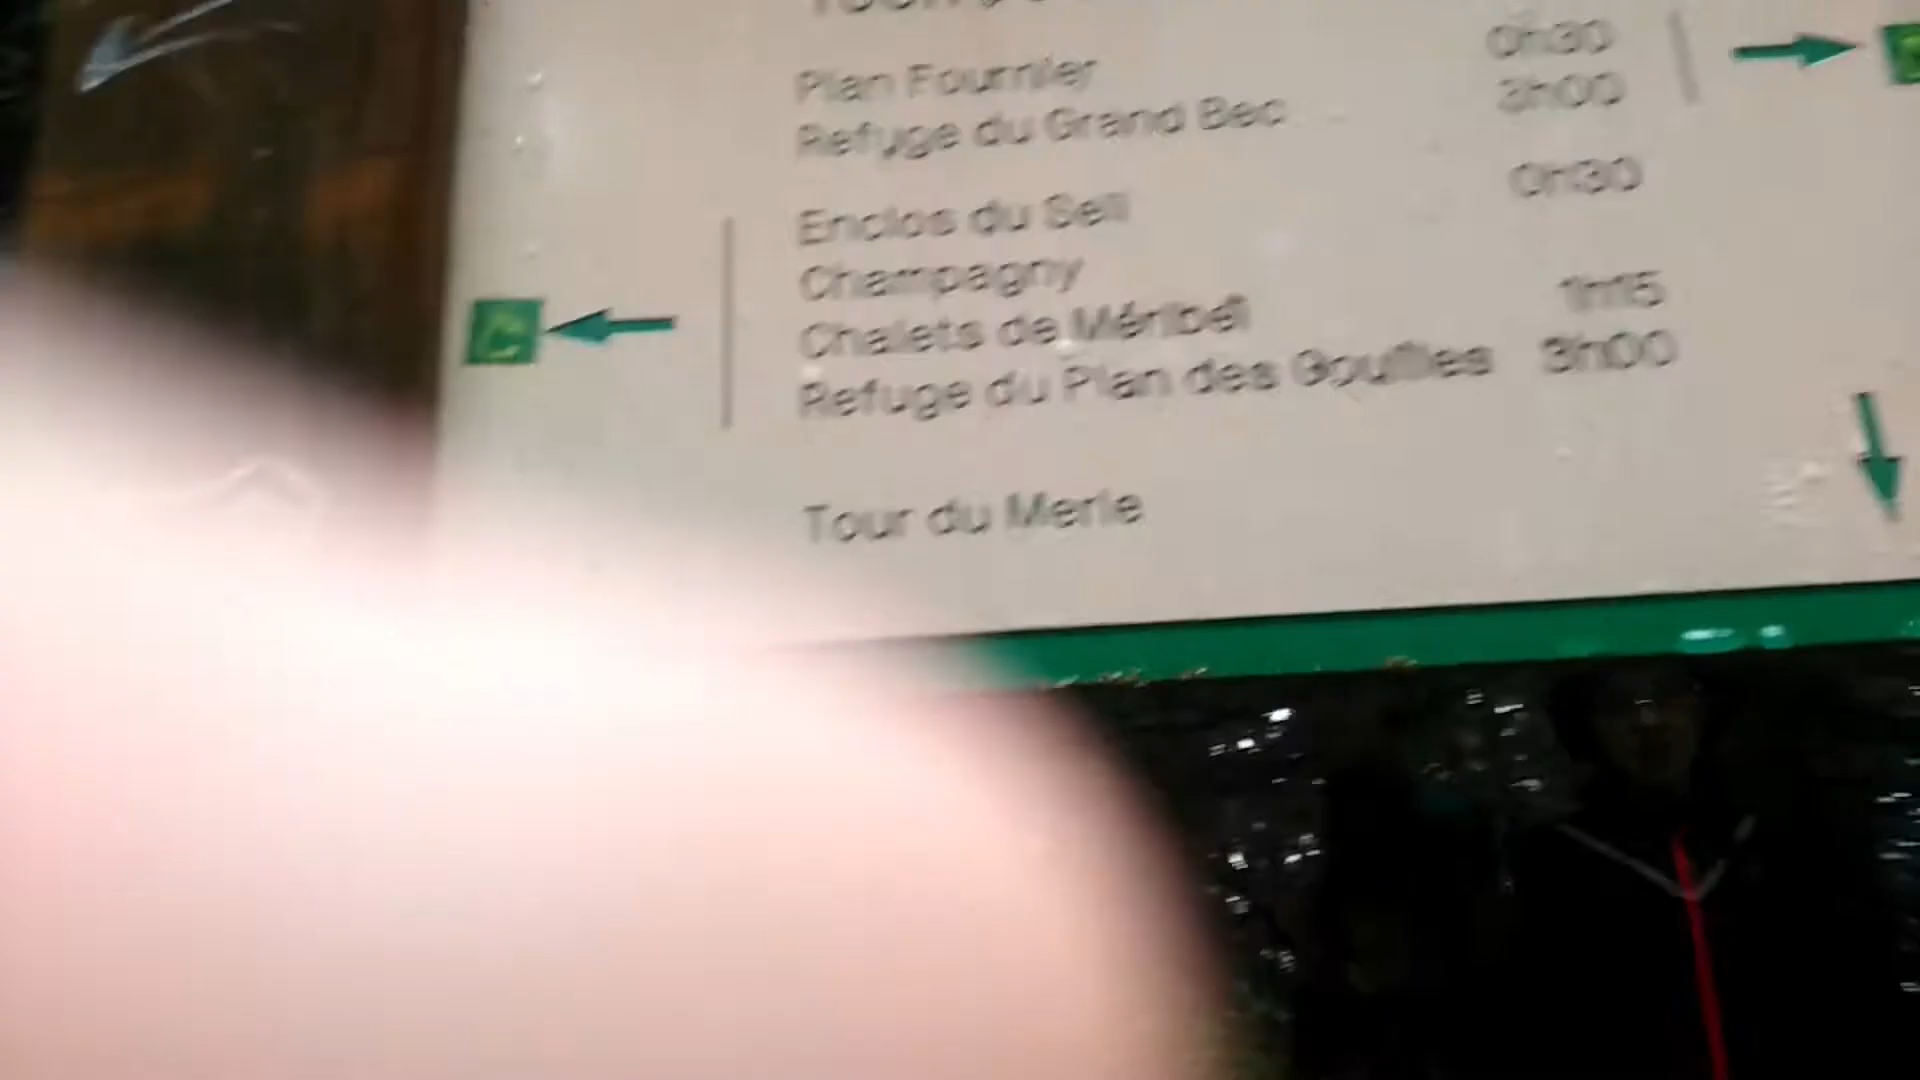 Plan Fournier 0h30
Refuge du Grand Bec 3h00
Enclos du Sell 0h30
Champagny
Chalets de Méribel 1h15
Refuge du Plan des Gouilles 3h00
Tour du Merle